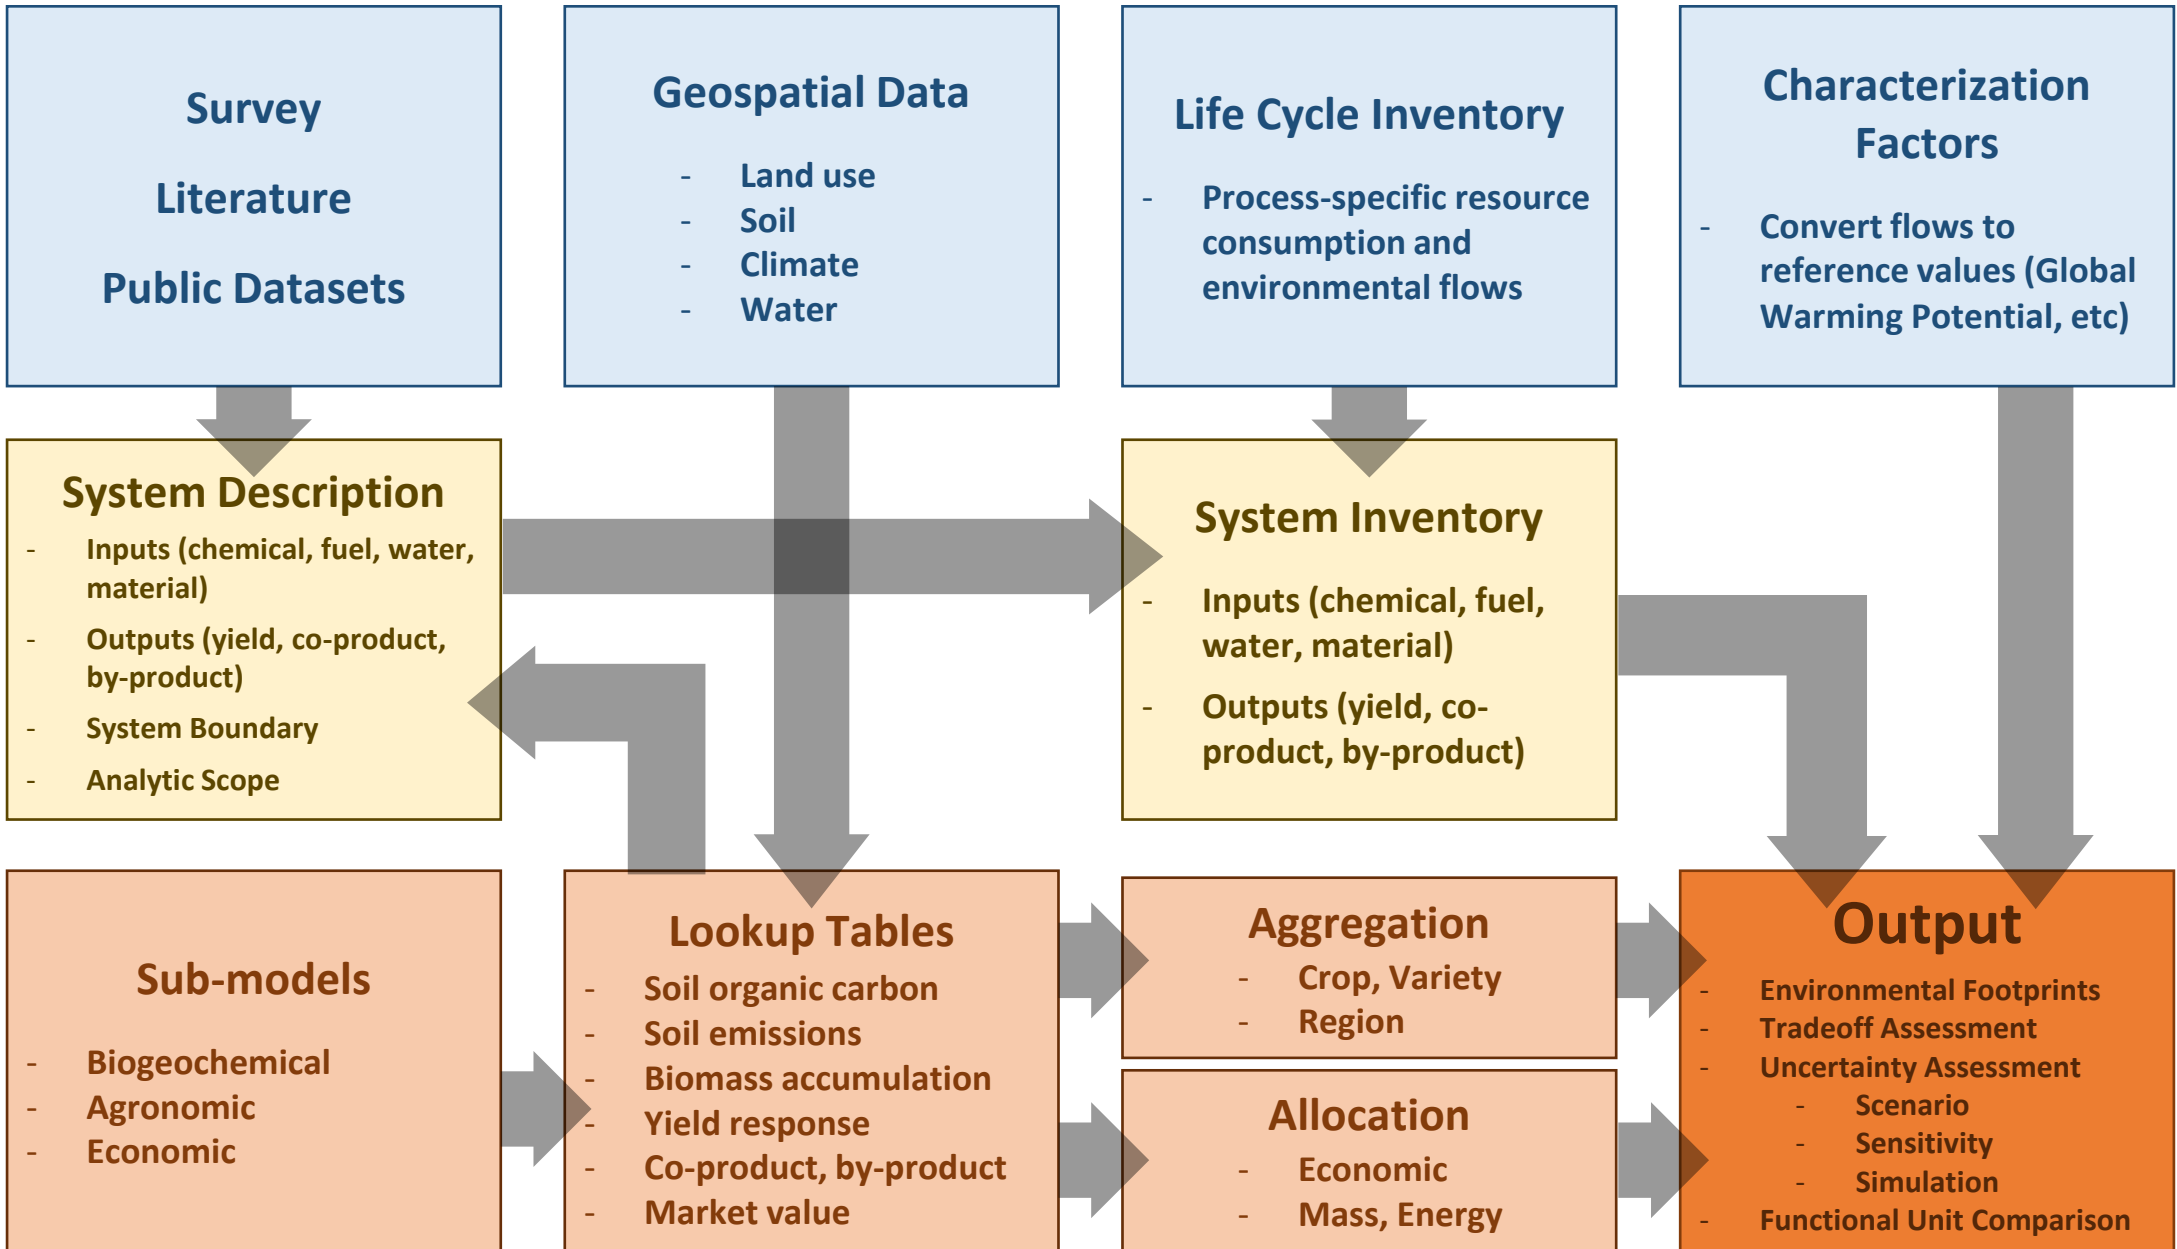 Survey
Literature
Public Datasets
Geospatial Data
- Land use
- Soil
- Climate
- Water
Life Cycle Inventory
- Process-specific resource
consumption and
environmental flows
Characterization
Factors
- Convert flows to
reference values (Global
Warming Potential, etc)
System Description
- Inputs (chemical, fuel, water,
material)
- Outputs (yield, co-product,
by-product)
- System Boundary
- Analytic Scope
System Inventory
- Inputs (chemical, fuel,
water, material)
- Outputs (yield, co-
product, by-product)
Sub-models
- Biogeochemical
- Agronomic
- Economic
Lookup Tables
- Soil organic carbon
- Soil emissions
- Biomass accumulation
- Yield response
- Co-product, by-product
- Market value
Aggregation
- Crop, Variety
- Region
Allocation
- Economic
- Mass, Energy
Output
- Environmental Footprints
- Tradeoff Assessment
- Uncertainty Assessment
- Scenario
- Sensitivity
- Simulation
- Functional Unit Comparison